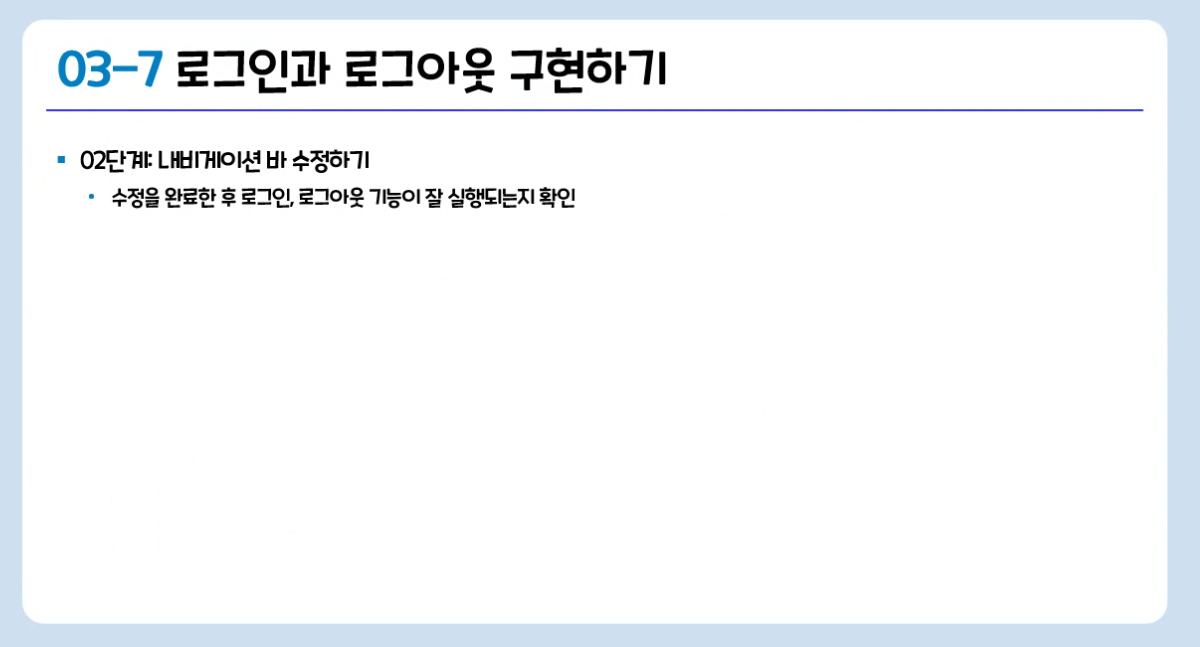 03-7 로그인과 로그아웃 구현하기
02단계: 내비게이션 바 수정하기
수정을 완료한 후 로그인, 로그아웃 기능이 잘 실행되는지 확인